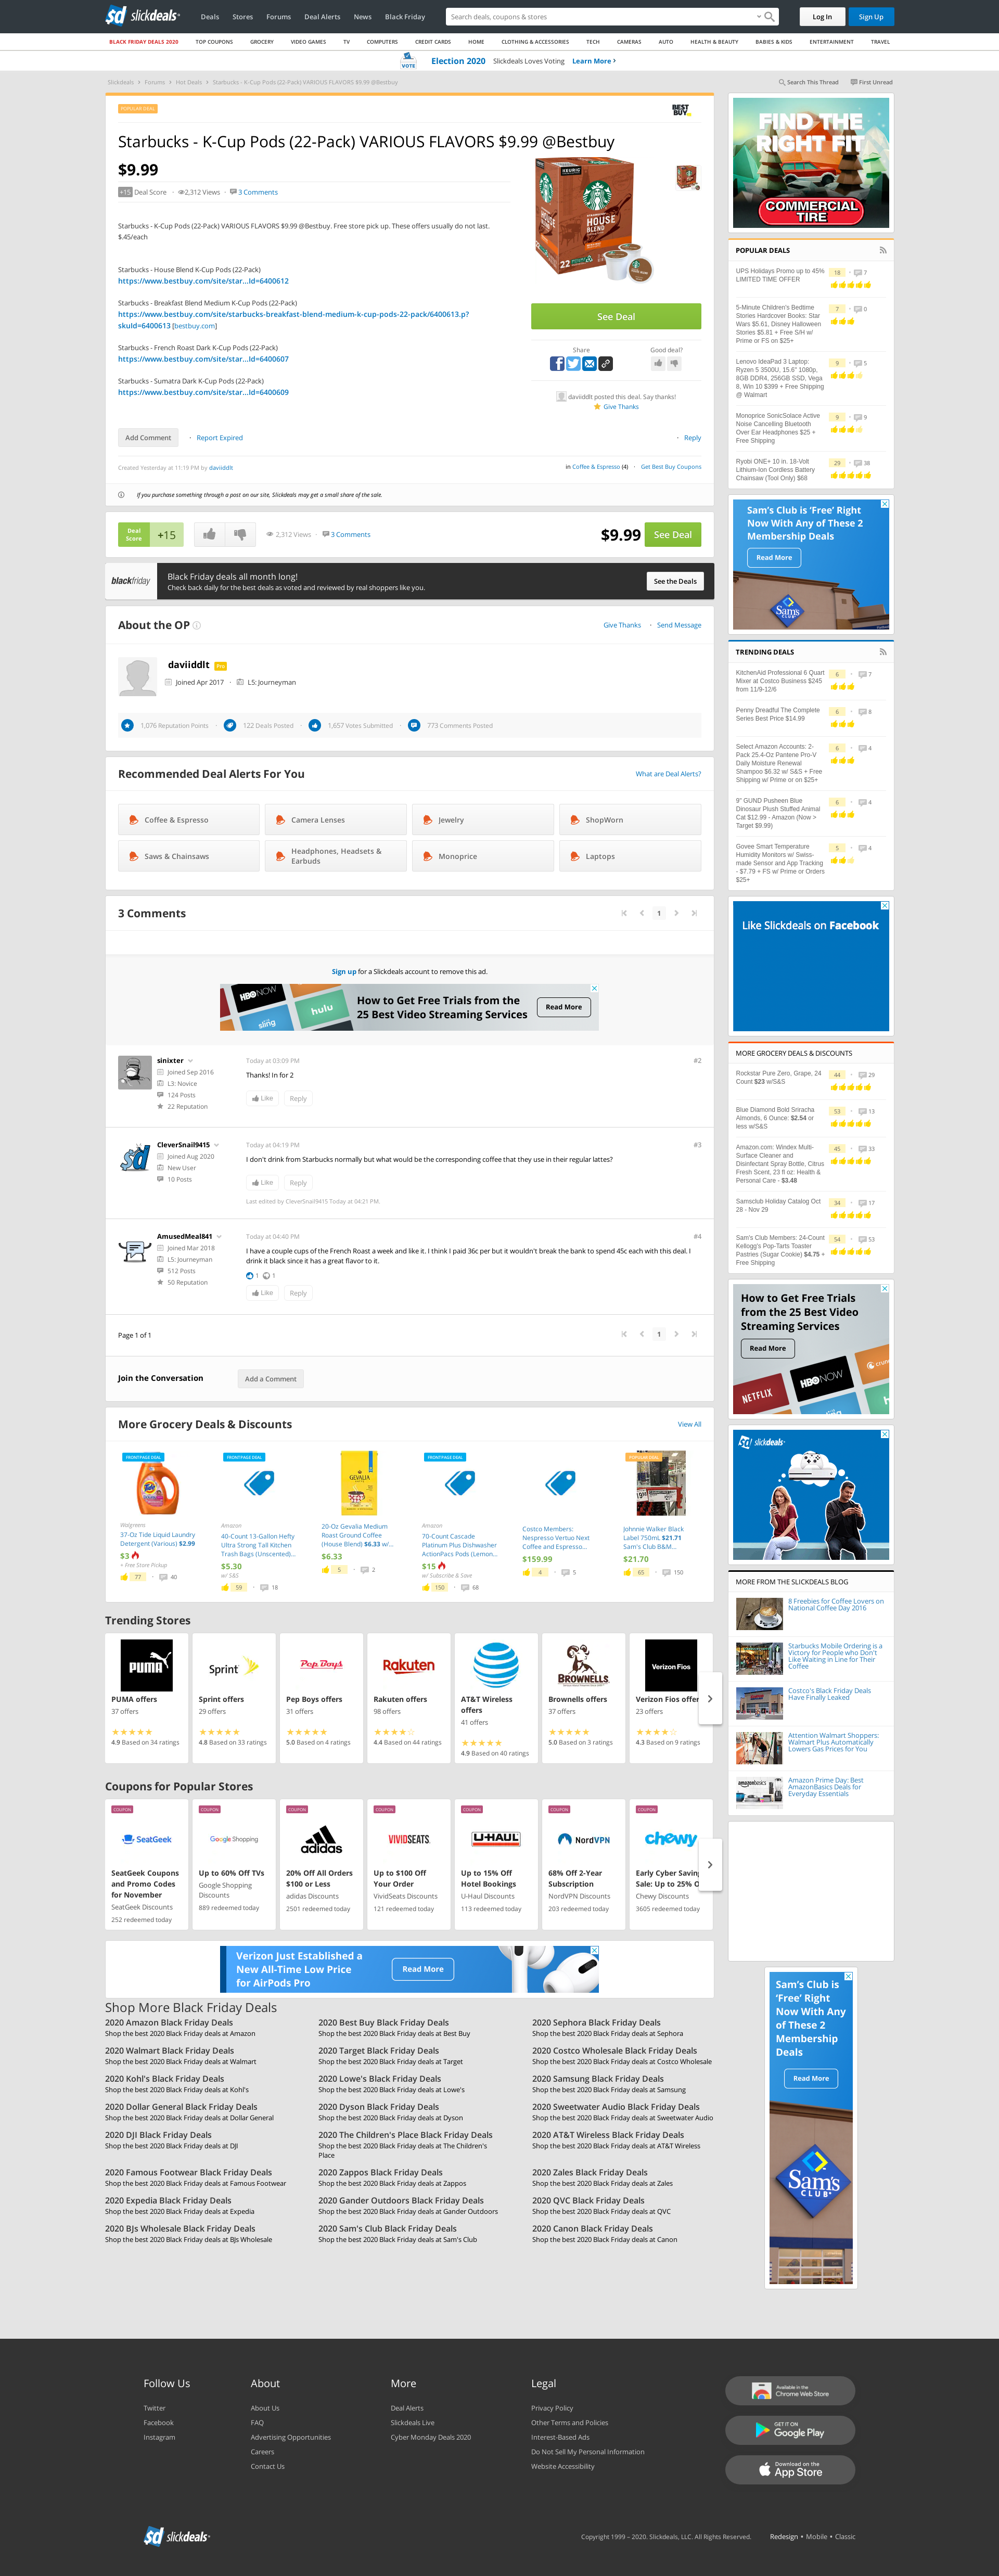 slickdeals
Deals
Stores
Forums
Deal Alerts
News
Black Friday
Search deals, coupons & stores
Log In
Sign Up
BLACK FRIDAY DEALS 2020
TOP COUPONS
GROCERY
VIDEO GAMES
TV
COMPUTERS
CREDIT CARDS
HOME
CLOTHING & ACCESSORIES
TECH
CAMERAS
AUTO
HEALTH & BEAUTY
BABIES & KIDS
ENTERTAINMENT
TRAVEL
VOTE
Election 2020 Slickdeals Loves Voting Learn More
Slickdeals
Forums
Hot Deals
Starbucks - K-Cup Pods (22-Pack) VARIOUS FLAVORS $9.99 @Bestbuy
Search This Thread
First Unread
POPULAR DEAL
BEST BUY
Starbucks - K-Cup Pods (22-Pack) VARIOUS FLAVORS $9.99 @Bestbuy
$9.99
+15 Deal Score
2,312 Views
3 Comments
Starbucks - K-Cup Pods (22-Pack) VARIOUS FLAVORS $9.99 @Bestbuy. Free store pick up. These offers usually do not last.
$.45/each
Starbucks - House Blend K-Cup Pods (22-Pack)
https://www.bestbuy.com/site/star...Id=6400612
Starbucks - Breakfast Blend Medium K-Cup Pods (22-Pack)
https://www.bestbuy.com/site/starbucks-breakfast-blend-medium-k-cup-pods-22-pack/6400613.p?
skuId=6400613 [bestbuy.com]
Starbucks - French Roast Dark K-Cup Pods (22-Pack)
https://www.bestbuy.com/site/star...Id=6400607
Starbucks - Sumatra Dark K-Cup Pods (22-Pack)
https://www.bestbuy.com/site/star...Id=6400609
KEURIG
HOUSE
BLEND
22
See Deal
Share
Good deal?
daviiddlt posted this deal. Say thanks!
Give Thanks
Add Comment
Report Expired
Reply
Created Yesterday at 11:19 PM by daviiddlt
in Coffee & Espresso (4)
Get Best Buy Coupons
If you purchase something through a post on our site, Slickdeals may get a small share of the sale.
Deal
Score
+15
2,312 Views
3 Comments
$9.99
See Deal
blackfriday
Black Friday deals all month long!
Check back daily for the best deals as voted and reviewed by real shoppers like you.
See the Deals
About the OP
Give Thanks
Send Message
daviiddlt Pro
Joined Apr 2017
L5: Journeyman
1,076 Reputation Points
122 Deals Posted
1,657 Votes Submitted
773 Comments Posted
Recommended Deal Alerts For You
What are Deal Alerts?
Coffee & Espresso
Camera Lenses
Jewelry
ShopWorn
Saws & Chainsaws
Headphones, Headsets &
Earbuds
Monoprice
Laptops
3 Comments
1
Sign up for a Slickdeals account to remove this ad.
HBO NOW
hulu
sling
How to Get Free Trials from the
25 Best Video Streaming Services
Read More
sinixter
Joined Sep 2016
L3: Novice
124 Posts
22 Reputation
Today at 03:09 PM
#2
Thanks! In for 2
Like
Reply
CleverSnail9415
Joined Aug 2020
New User
10 Posts
Today at 04:19 PM
#3
I don't drink from Starbucks normally but what would be the corresponding coffee that they use in their regular lattes?
Like
Reply
Last edited by CleverSnail9415 Today at 04:21 PM.
AmusedMeal841
Joined Mar 2018
L5: Journeyman
512 Posts
50 Reputation
Today at 04:40 PM
#4
I have a couple cups of the French Roast a week and like it. I think I paid 36c per but it wouldn't break the bank to spend 45c each with this deal. I
drink it black since it has a great flavor to it.
1
1
Like
Reply
Page 1 of 1
1
Join the Conversation
Add a Comment
More Grocery Deals & Discounts
View All
FRONTPAGE DEAL
Walgreens
37-Oz Tide Liquid Laundry
Detergent (Various) $2.99
$3
+ Free Store Pickup
77
40
FRONTPAGE DEAL
Amazon
40-Count 13-Gallon Hefty
Ultra Strong Tall Kitchen
Trash Bags (Unscented)...
$5.30
w/ S&S
59
18
GEVALIA
20-Oz Gevalia Medium
Roast Ground Coffee
(House Blend) $6.33 w/...
$6.33
5
2
FRONTPAGE DEAL
Amazon
70-Count Cascade
Platinum Plus Dishwasher
ActionPacs Pods (Lemon...
$15
w/ Subscribe & Save
150
68
Costco Members:
Nespresso Vertuo Next
Coffee and Espresso...
$159.99
4
5
POPULAR DEAL
Johnnie Walker Black
Label 750mL $21.71
Sam's Club B&M...
$21.70
65
150
Trending Stores
PUMA
PUMA offers
37 offers
4.9 Based on 34 ratings
Sprint
Sprint offers
29 offers
4.8 Based on 33 ratings
Pep Boys
Pep Boys offers
31 offers
5.0 Based on 4 ratings
Rakuten
Rakuten offers
98 offers
4.4 Based on 44 ratings
AT&T Wireless
offers
41 offers
4.9 Based on 40 ratings
BROWNELLS
Brownells offers
37 offers
5.0 Based on 3 ratings
Verizon Fios
Verizon Fios offer
23 offers
4.3 Based on 9 ratings
Coupons for Popular Stores
COUPON
SeatGeek
SeatGeek Coupons
and Promo Codes
for November
SeatGeek Discounts
252 redeemed today
COUPON
Google Shopping
Up to 60% Off TVs
Google Shopping
Discounts
889 redeemed today
COUPON
adidas
20% Off All Orders
$100 or Less
adidas Discounts
2501 redeemed today
COUPON
VIVIDSEATS
Up to $100 Off
Your Order
VividSeats Discounts
121 redeemed today
COUPON
U-HAUL
Up to 15% Off
Hotel Bookings
U-Haul Discounts
113 redeemed today
COUPON
NordVPN
68% Off 2-Year
Subscription
NordVPN Discounts
203 redeemed today
COUPON
chewy
Early Cyber Saving
Sale: Up to 25% O
Chewy Discounts
3605 redeemed today
Verizon Just Established a
New All-Time Low Price
for AirPods Pro
Read More
Shop More Black Friday Deals
2020 Amazon Black Friday Deals
Shop the best 2020 Black Friday deals at Amazon
2020 Best Buy Black Friday Deals
Shop the best 2020 Black Friday deals at Best Buy
2020 Sephora Black Friday Deals
Shop the best 2020 Black Friday deals at Sephora
2020 Walmart Black Friday Deals
Shop the best 2020 Black Friday deals at Walmart
2020 Target Black Friday Deals
Shop the best 2020 Black Friday deals at Target
2020 Costco Wholesale Black Friday Deals
Shop the best 2020 Black Friday deals at Costco Wholesale
2020 Kohl's Black Friday Deals
Shop the best 2020 Black Friday deals at Kohl's
2020 Lowe's Black Friday Deals
Shop the best 2020 Black Friday deals at Lowe's
2020 Samsung Black Friday Deals
Shop the best 2020 Black Friday deals at Samsung
2020 Dollar General Black Friday Deals
Shop the best 2020 Black Friday deals at Dollar General
2020 Dyson Black Friday Deals
Shop the best 2020 Black Friday deals at Dyson
2020 Sweetwater Audio Black Friday Deals
Shop the best 2020 Black Friday deals at Sweetwater Audio
2020 DJI Black Friday Deals
Shop the best 2020 Black Friday deals at DJI
2020 The Children's Place Black Friday Deals
Shop the best 2020 Black Friday deals at The Children's
Place
2020 AT&T Wireless Black Friday Deals
Shop the best 2020 Black Friday deals at AT&T Wireless
2020 Famous Footwear Black Friday Deals
Shop the best 2020 Black Friday deals at Famous Footwear
2020 Zappos Black Friday Deals
Shop the best 2020 Black Friday deals at Zappos
2020 Zales Black Friday Deals
Shop the best 2020 Black Friday deals at Zales
2020 Expedia Black Friday Deals
Shop the best 2020 Black Friday deals at Expedia
2020 Gander Outdoors Black Friday Deals
Shop the best 2020 Black Friday deals at Gander Outdoors
2020 QVC Black Friday Deals
Shop the best 2020 Black Friday deals at QVC
2020 BJs Wholesale Black Friday Deals
Shop the best 2020 Black Friday deals at BJs Wholesale
2020 Sam's Club Black Friday Deals
Shop the best 2020 Black Friday deals at Sam's Club
2020 Canon Black Friday Deals
Shop the best 2020 Black Friday deals at Canon
FIND THE
RIGHT FIT
COMMERCIAL
TIRE
POPULAR DEALS
UPS Holidays Promo up to 45%
LIMITED TIME OFFER
18
7
5-Minute Children's Bedtime
Stories Hardcover Books: Star
Wars $5.61, Disney Halloween
Stories $5.81 + Free S/H w/
Prime or FS on $25+
7
0
Lenovo IdeaPad 3 Laptop:
Ryzen 5 3500U, 15.6" 1080p,
8GB DDR4, 256GB SSD, Vega
8, Win 10 $399 + Free Shipping
@ Walmart
9
5
Monoprice SonicSolace Active
Noise Cancelling Bluetooth
Over Ear Headphones $25 +
Free Shipping
9
9
Ryobi ONE+ 10 in. 18-Volt
Lithium-Ion Cordless Battery
Chainsaw (Tool Only) $68
29
38
Sam's Club is 'Free' Right
Now With Any of These 2
Membership Deals
Read More
Sam's
CLUB
TRENDING DEALS
KitchenAid Professional 6 Quart
Mixer at Costco Business $245
from 11/9-12/6
6
7
Penny Dreadful The Complete
Series Best Price $14.99
6
8
Select Amazon Accounts: 2-
Pack 25.4-Oz Pantene Pro-V
Daily Moisture Renewal
Shampoo $6.32 w/ S&S + Free
Shipping w/ Prime or on $25+
6
4
9" GUND Pusheen Blue
Dinosaur Plush Stuffed Animal
Cat $12.99 - Amazon (Now >
Target $9.99)
6
4
Govee Smart Temperature
Humidity Monitors w/ Swiss-
made Sensor and App Tracking
- $7.79 + FS w/ Prime or Orders
$25+
5
4
Like Slickdeals on Facebook
MORE GROCERY DEALS & DISCOUNTS
Rockstar Pure Zero, Grape, 24
Count $23 w/S&S
44
29
Blue Diamond Bold Sriracha
Almonds, 6 Ounce: $2.54 or
less w/S&S
53
13
Amazon.com: Windex Multi-
Surface Cleaner and
Disinfectant Spray Bottle, Citrus
Fresh Scent, 23 fl oz: Health &
Personal Care - $3.48
45
33
Samsclub Holiday Catalog Oct
28 - Nov 29
34
17
Sam's Club Members: 24-Count
Kellogg's Pop-Tarts Toaster
Pastries (Sugar Cookie) $4.75 +
Free Shipping
54
53
How to Get Free Trials
from the 25 Best Video
Streaming Services
Read More
NETFLIX
HBO NOW
crunchyroll
slickdeals
MORE FROM THE SLICKDEALS BLOG
8 Freebies for Coffee Lovers on
National Coffee Day 2016
Starbucks Mobile Ordering is a
Victory for People who Don't
Like Waiting in Line for Their
Coffee
Costco's Black Friday Deals
Have Finally Leaked
Attention Walmart Shoppers:
Walmart Plus Automatically
Lowers Gas Prices for You
amazonbasics
Amazon Prime Day: Best
AmazonBasics Deals for
Everyday Essentials
Sam's Club is
'Free' Right
Now With Any
of These 2
Membership
Deals
Read More
Sam's
CLUB
Follow Us
Twitter
Facebook
Instagram
About
About Us
FAQ
Advertising Opportunities
Careers
Contact Us
More
Deal Alerts
Slickdeals Live
Cyber Monday Deals 2020
Legal
Privacy Policy
Other Terms and Policies
Interest-Based Ads
Do Not Sell My Personal Information
Website Accessibility
Available in the
Chrome Web Store
GET IT ON
Google Play
Download on the
App Store
slickdeals
Copyright 1999 – 2020. Slickdeals, LLC. All Rights Reserved.
Redesign • Mobile • Classic